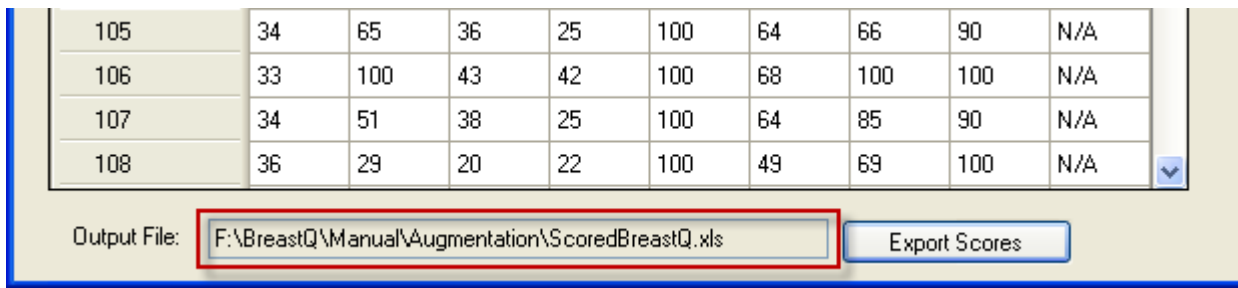 105 34 65 36 25 100 64 66 90 N/A
106 33 100 43 42 100 68 100 100 N/A
107 34 51 38 25 100 64 85 90 N/A
108 36 29 20 22 100 49 69 100 N/A
Output File: F:\BreastQ\Manual\Augmentation\ScoredBreastQ.xls Export Scores